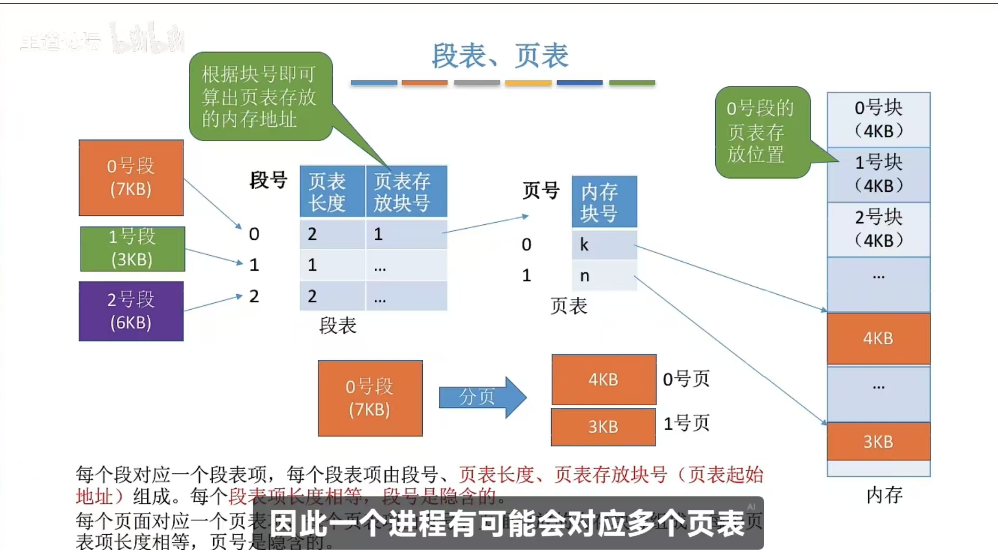 bilibili
段表、页表
根据块号即可
算出页表存放
的内存地址
0号段的
页表存
放位置
0号块
（4KB）
1号块
（4KB）
2号块
（4KB）
...
4KB
...
3KB
内存
0号段
(7KB)
1号段
(3KB)
2号段
(6KB)
段号
页表
长度
页表存
放块号
0
2
1
1
1
...
2
2
...
段表
页号
内存
块号
0
k
1
n
页表
0号段
(7KB)
分页
4KB
0号页
3KB
1号页
每个段对应一个段表项，每个段表项由段号、页表长度、页表存放块号（页表起始
地址）组成。每个段表项长度相等，段号是隐含的。
每个页面对应一个页表
页
表项长度相等，页号是隐含的。
因此一个进程有可能会对应多个页表
AI